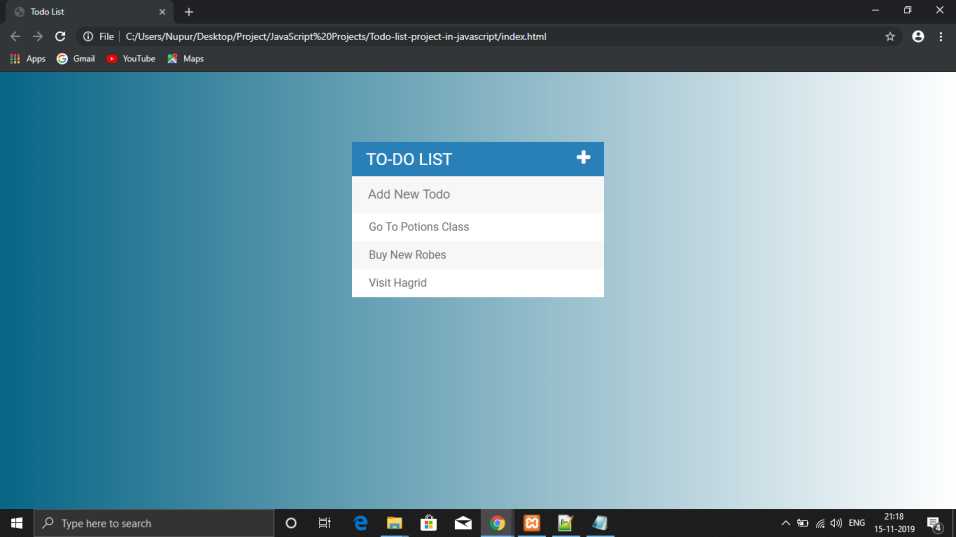 Todo List
File C:/Users/Nupur/Desktop/Project/JavaScript%20Projects/Todo-list-project-in-javascript/index.html
Apps Gmail YouTube Maps
TO-DO LIST
Add New Todo
Go To Potions Class
Buy New Robes
Visit Hagrid
Type here to search
ENG
21:18
15-11-2019
4